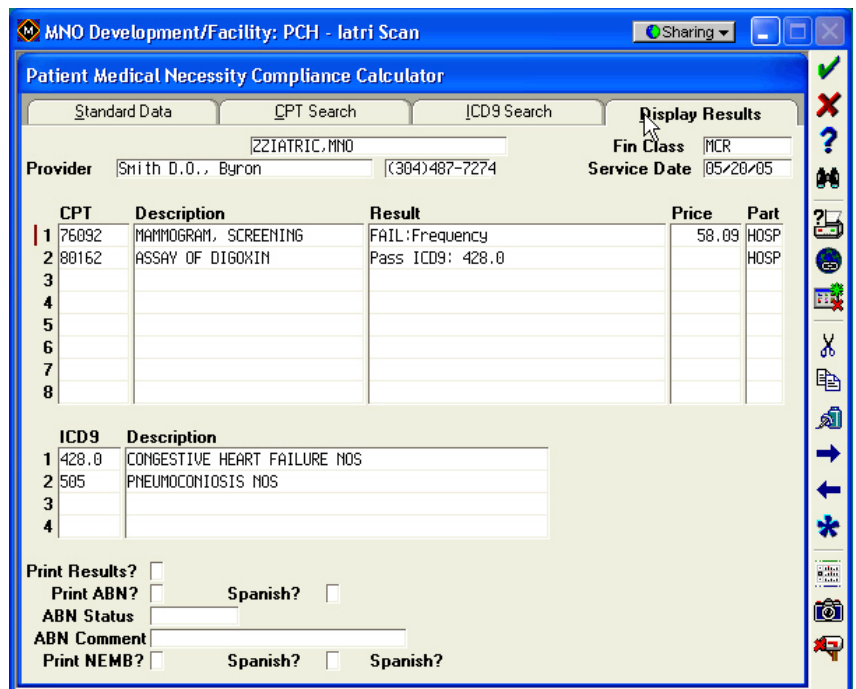 MNO Development/Facility: PCH - Iatri Scan Sharing
Patient Medical Necessity Compliance Calculator
Standard Data CPT Search ICD9 Search Display Results
ZZIATRIC,MNO Fin Class MCR
Provider Smith D.O., Byron (304)487-7274 Service Date 05/20/05
CPT Description Result Price Part
1 76092 MAMMOGRAM, SCREENING FAIL:Frequency 58.09 HOSP
2 80162 ASSAY OF DIGOXIN Pass ICD9: 428.0 HOSP
3
4
5
6
7
8
ICD9 Description
1 428.0 CONGESTIVE HEART FAILURE NOS
2 505 PNEUMOCONIOSIS NOS
3
4
Print Results?
Print ABN? Spanish?
ABN Status
ABN Comment
Print NEMB? Spanish? Spanish?